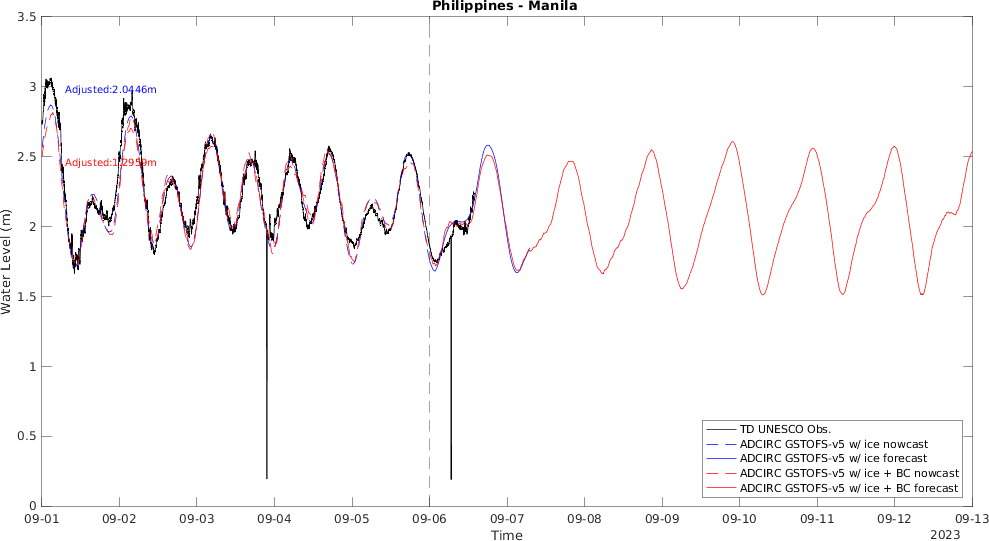 Philippines - Manila
3.5
3
2.5
2
1.5
1
0.5
0
Water Level (m)
Adjusted:2.0446m
Adjusted:1.2959m
TD UNESCO Obs.
ADCIRC GSTOFS-v5 w/ ice nowcast
ADCIRC GSTOFS-v5 w/ ice forecast
ADCIRC GSTOFS-v5 w/ ice + BC nowcast
ADCIRC GSTOFS-v5 w/ ice + BC forecast
09-01 09-02 09-03 09-04 09-05 09-06 09-07 09-08 09-09 09-10 09-11 09-12 09-13
Time
2023